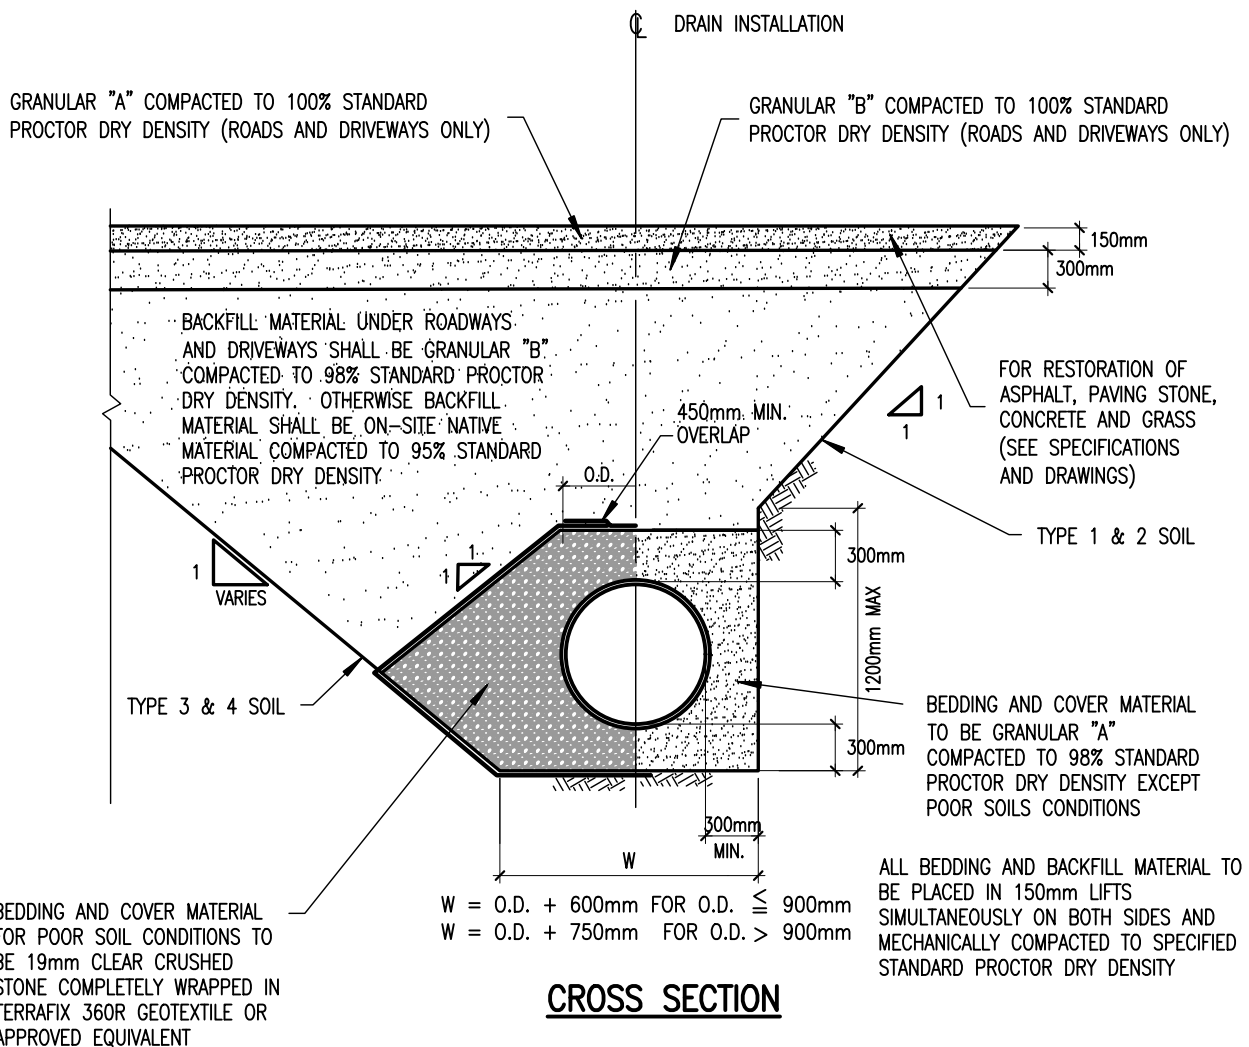 ℄ DRAIN INSTALLATION
GRANULAR "A" COMPACTED TO 100% STANDARD
PROCTOR DRY DENSITY (ROADS AND DRIVEWAYS ONLY)
GRANULAR "B" COMPACTED TO 100% STANDARD
PROCTOR DRY DENSITY (ROADS AND DRIVEWAYS ONLY)
150mm
300mm
BACKFILL MATERIAL UNDER ROADWAYS
AND DRIVEWAYS SHALL BE GRANULAR "B"
COMPACTED TO 98% STANDARD PROCTOR
DRY DENSITY. OTHERWISE BACKFILL
MATERIAL SHALL BE ON-SITE NATIVE
MATERIAL COMPACTED TO 95% STANDARD
PROCTOR DRY DENSITY
450mm MIN.
OVERLAP
O.D.
1
1
FOR RESTORATION OF
ASPHALT, PAVING STONE,
CONCRETE AND GRASS
(SEE SPECIFICATIONS
AND DRAWINGS)
TYPE 1 & 2 SOIL
1
VARIES
1
1
300mm
1200mm MAX
300mm
TYPE 3 & 4 SOIL
BEDDING AND COVER MATERIAL
TO BE GRANULAR "A"
COMPACTED TO 98% STANDARD
PROCTOR DRY DENSITY EXCEPT
POOR SOILS CONDITIONS
300mm
MIN.
W
W = O.D. + 600mm FOR O.D. ≦ 900mm
W = O.D. + 750mm FOR O.D. > 900mm
ALL BEDDING AND BACKFILL MATERIAL TO
BE PLACED IN 150mm LIFTS
SIMULTANEOUSLY ON BOTH SIDES AND
MECHANICALLY COMPACTED TO SPECIFIED
STANDARD PROCTOR DRY DENSITY
BEDDING AND COVER MATERIAL
FOR POOR SOIL CONDITIONS TO
BE 19mm CLEAR CRUSHED
STONE COMPLETELY WRAPPED IN
TERRAFIX 360R GEOTEXTILE OR
APPROVED EQUIVALENT
CROSS SECTION